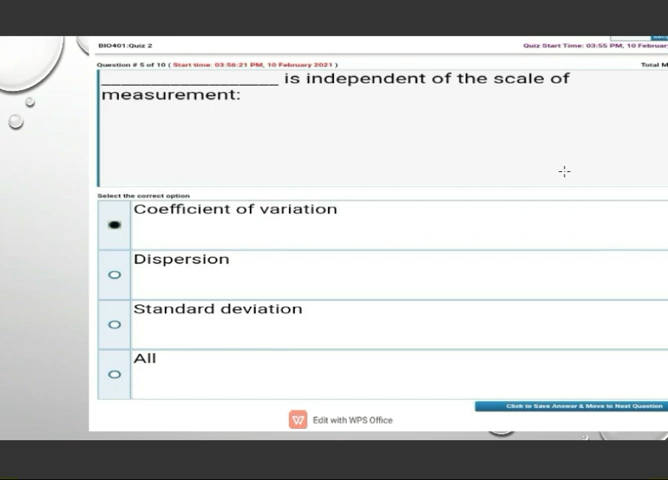 BIO401:Quiz 2
Quiz Start Time: 03:55 PM, 10 Februar
Question # 5 of 10 ( Start time: 03:56:21 PM, 10 February 2021 )
Total M
____________________ is independent of the scale of
measurement:
Select the correct option
Coefficient of variation
Dispersion
Standard deviation
All
Click to Save Answer & Move to Next Question
Edit with WPS Office